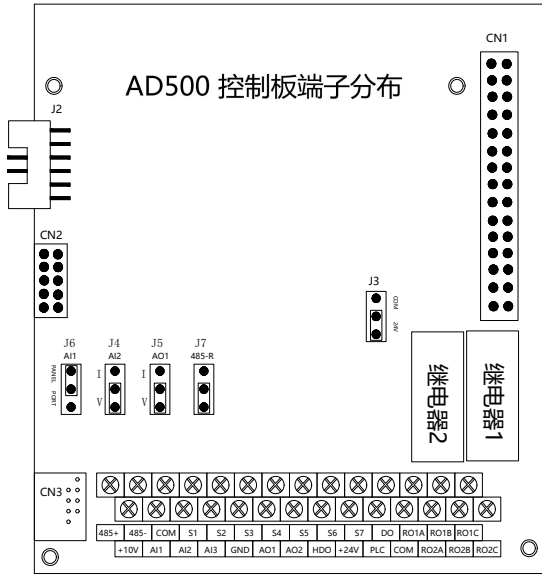 CN1
AD500 控制板端子分布
J2
CN2
J3
COM
24V
J6 J4 J5 J7
AI1 AI2 AO1 485-R
PANEL
PORT
I
V
I
V
继电器2
继电器1
CN3
485+ 485- COM S1 S2 S3 S4 S5 S6 S7 DO RO1A RO1B RO1C
+10V AI1 AI2 AI3 GND AO1 AO2 HDO +24V PLC COM RO2A RO2B RO2C